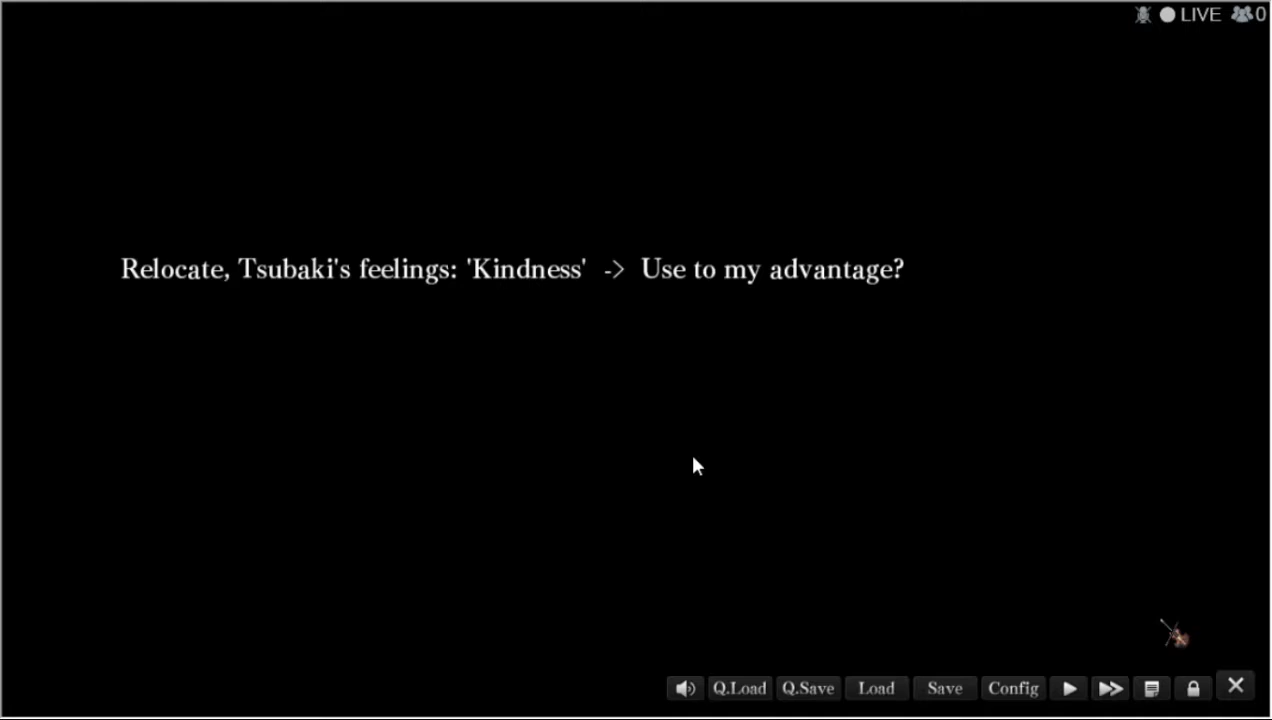 LIVE 0
Relocate, Tsubaki's feelings: 'Kindness' -> Use to my advantage?
Q.Load Q.Save Load Save Config